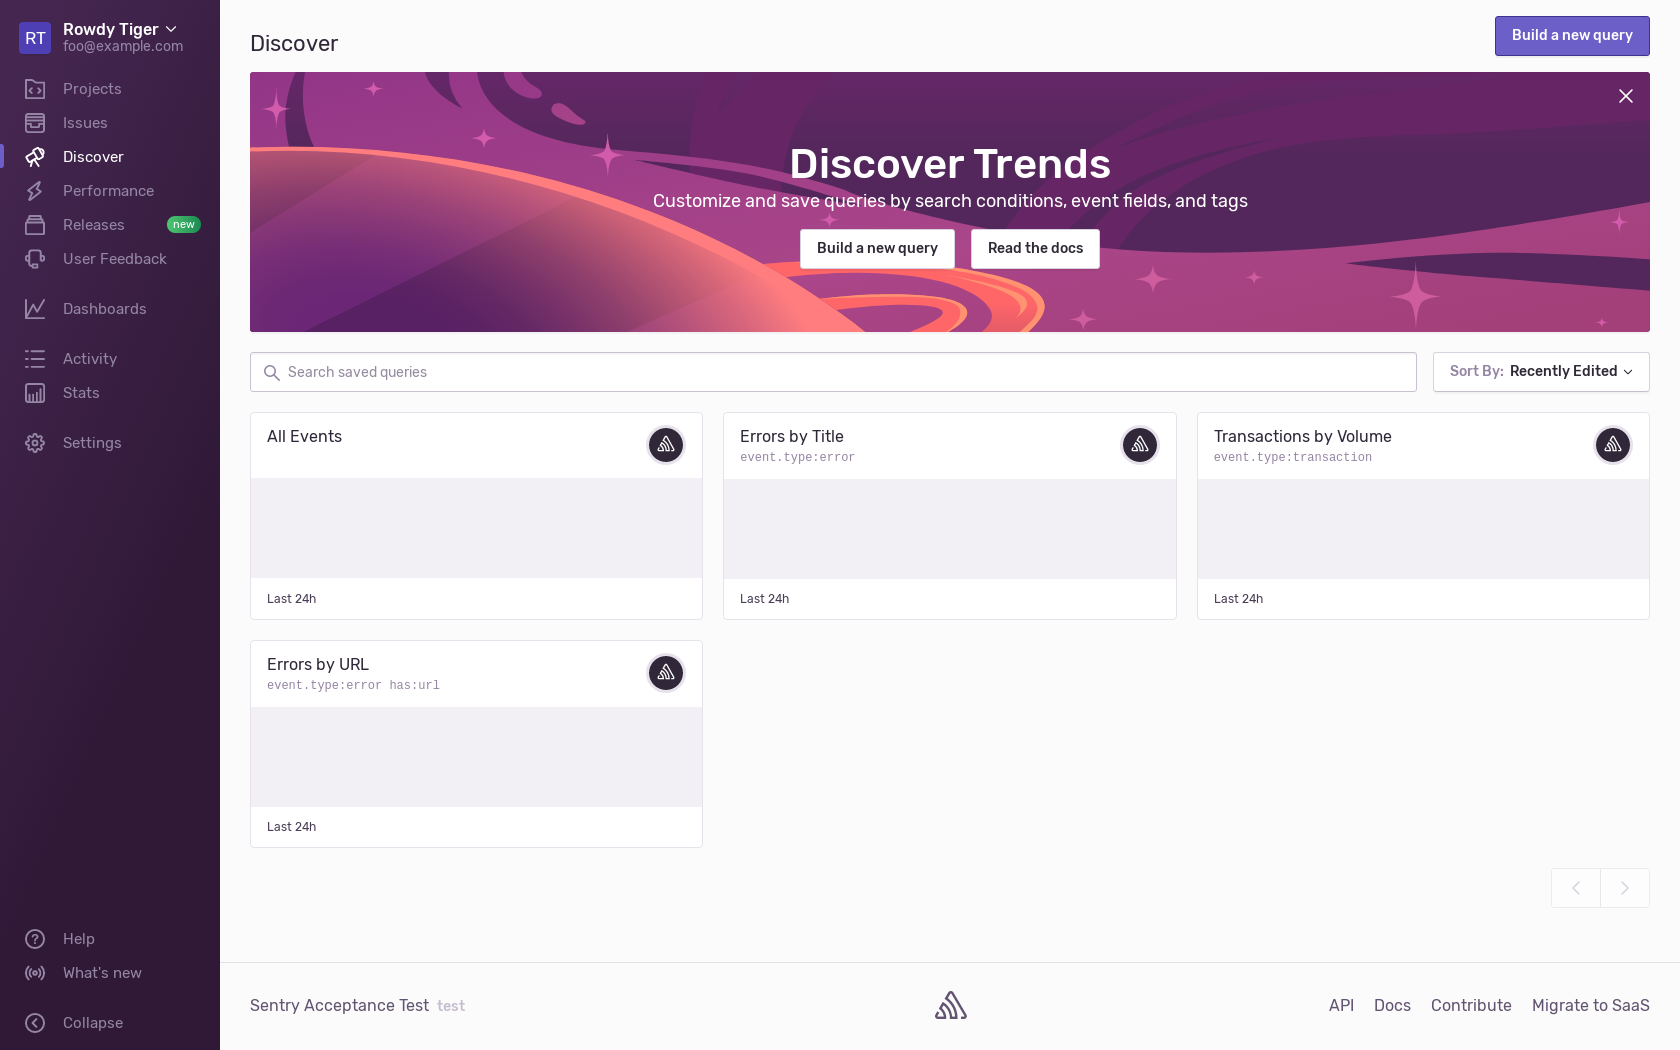 RT
Rowdy Tiger
foo@example.com
Projects
Issues
Discover
Performance
Releases new
User Feedback
Dashboards
Activity
Stats
Settings
Help
What's new
Collapse
Discover
Build a new query
Discover Trends
Customize and save queries by search conditions, event fields, and tags
Build a new query
Read the docs
Search saved queries
Sort By: Recently Edited
All Events
Last 24h
Errors by Title
event.type:error
Last 24h
Transactions by Volume
event.type:transaction
Last 24h
Errors by URL
event.type:error has:url
Last 24h
Sentry Acceptance Test test
API
Docs
Contribute
Migrate to SaaS